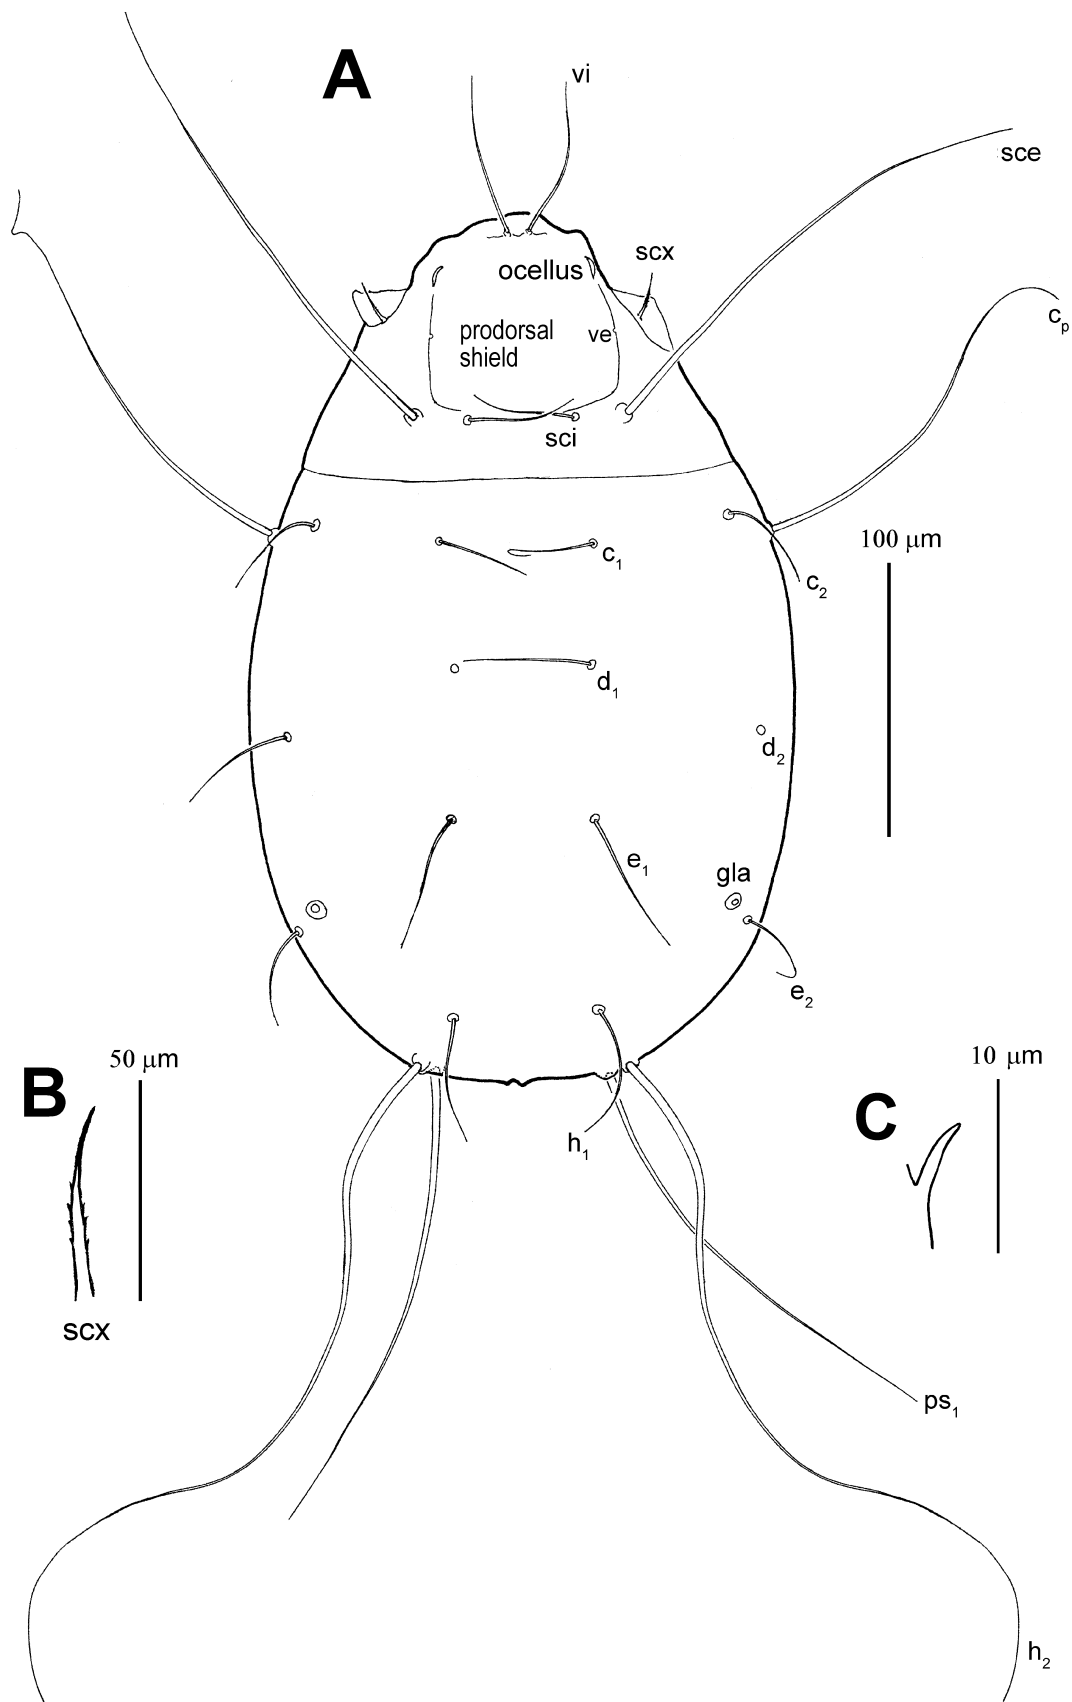 A
vi
sce
scx
ocellus
c_p
prodorsal
shield
ve
sci
100 µm
c₁
c₂
d₁
d₂
e₁
gla
e₂
50 µm
10 µm
B
C
h₁
scx
ps₁
h₂